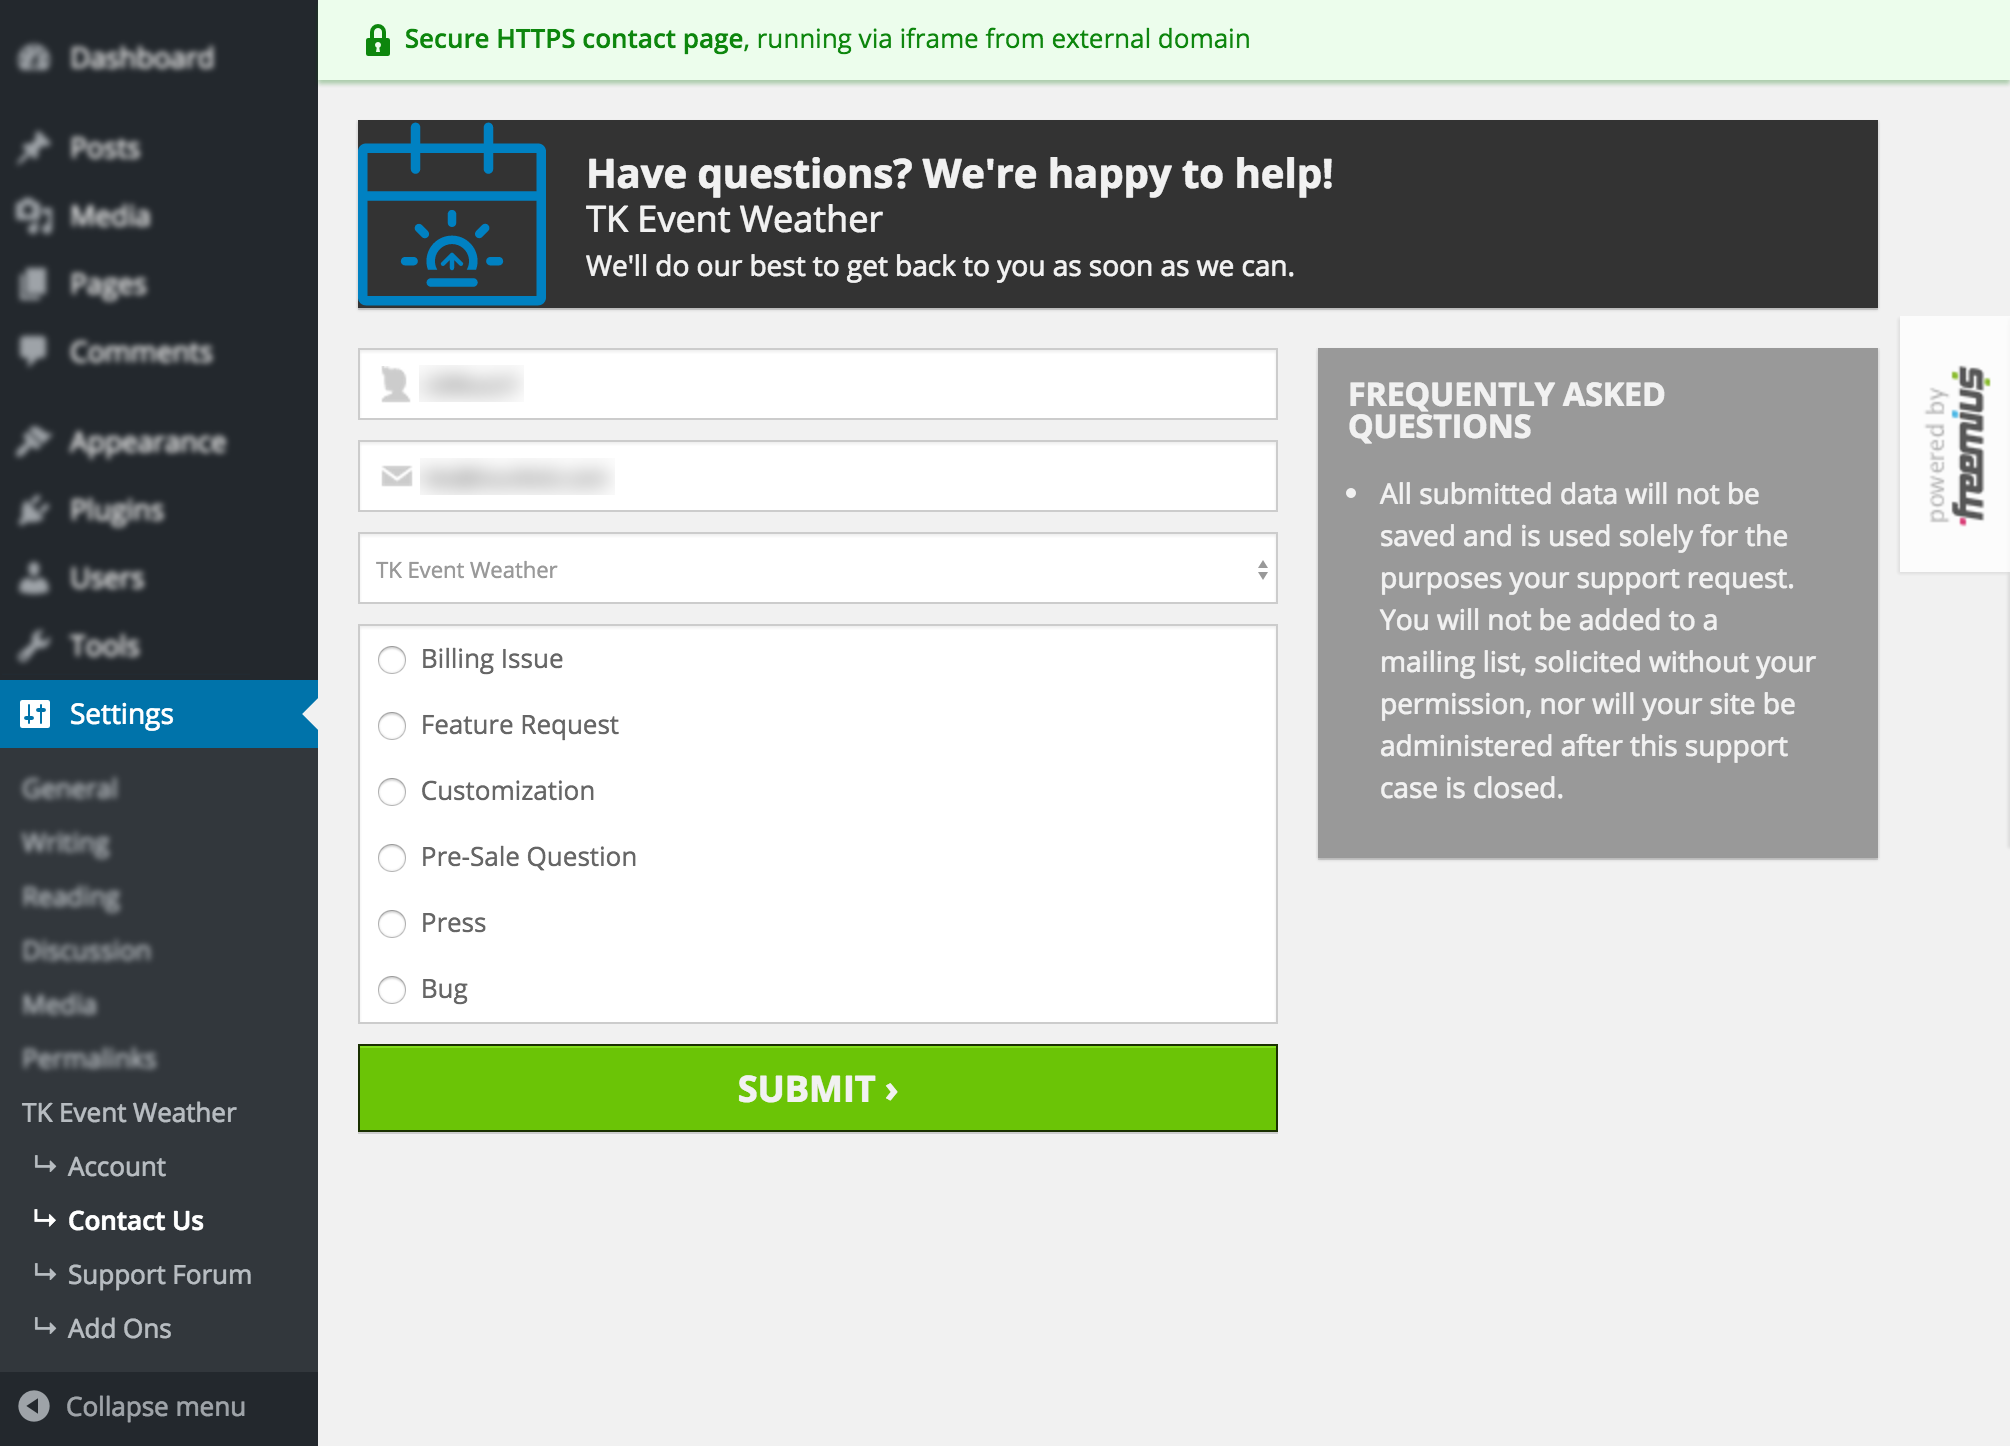 Dashboard
Posts
Media
Pages
Comments
Appearance
Plugins
Users
Tools
Settings
General
Writing
Reading
Discussion
Media
Permalinks
TK Event Weather
Account
Contact Us
Support Forum
Add Ons
Collapse menu
Secure HTTPS contact page, running via iframe from external domain
Have questions? We're happy to help!
TK Event Weather
We'll do our best to get back to you as soon as we can.
TK Event Weather
Billing Issue
Feature Request
Customization
Pre-Sale Question
Press
Bug
SUBMIT ›
FREQUENTLY ASKED
QUESTIONS
• All submitted data will not be
saved and is used solely for the
purposes your support request.
You will not be added to a
mailing list, solicited without your
permission, nor will your site be
administered after this support
case is closed.
powered by
freemius